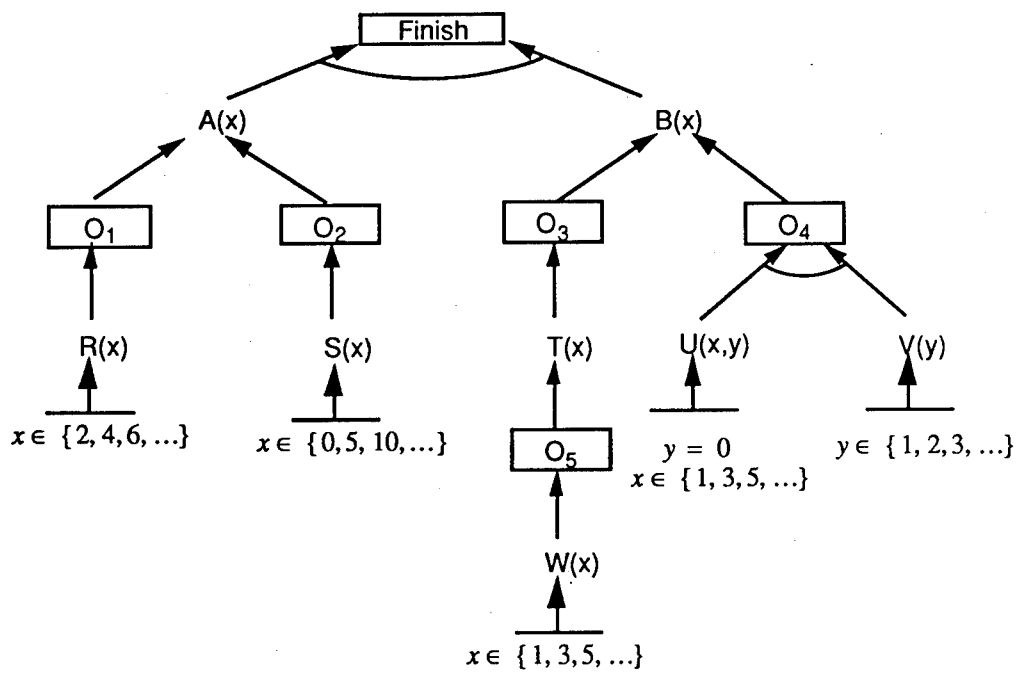 Finish
A(x) B(x)
O₁ O₂ O₃ O₄
R(x) S(x) T(x) U(x,y) V(y)
x ∈ {2, 4, 6, …} x ∈ {0, 5, 10, …} O₅ y = 0 y ∈ {1, 2, 3, …}
x ∈ {1, 3, 5, …}
W(x)
x ∈ {1, 3, 5, …}